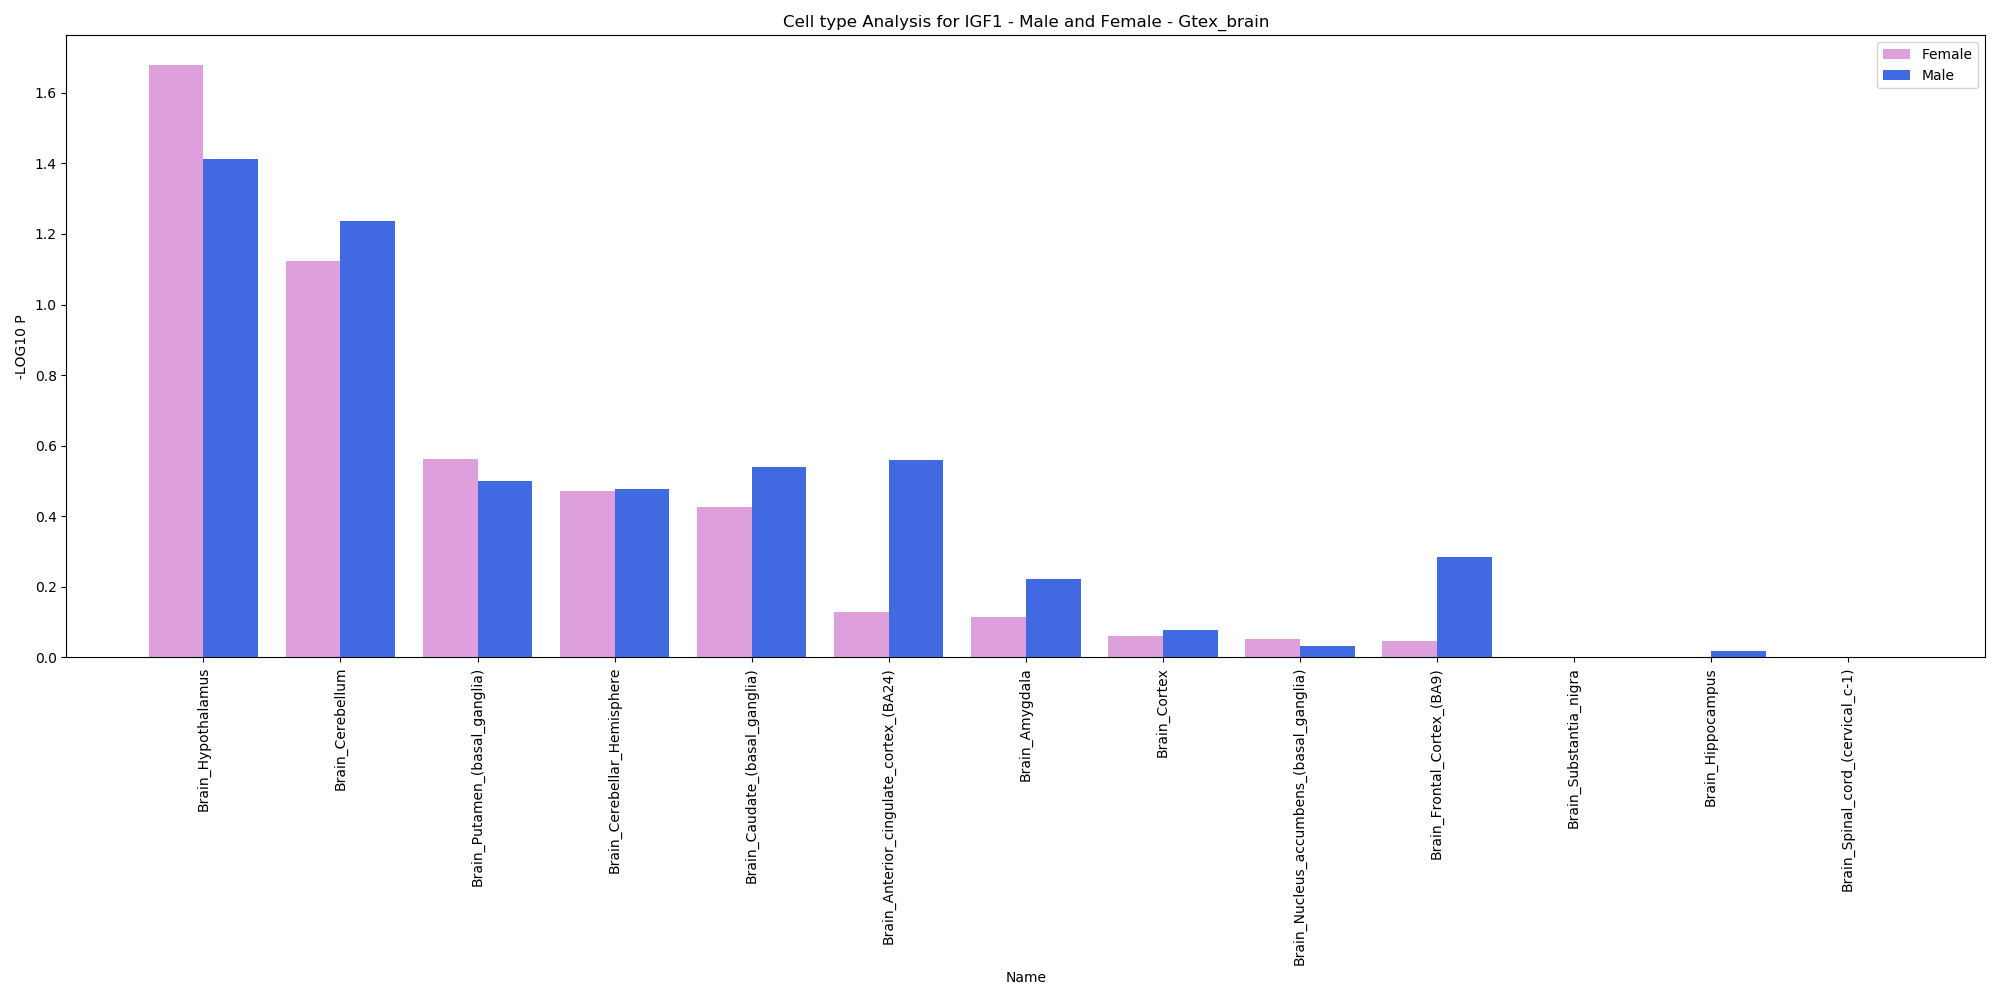 Cell type Analysis for IGF1 - Male and Female - Gtex_brain
Female
Male
-LOG10 P
1.6
1.4
1.2
1.0
0.8
0.6
0.4
0.2
0.0
Brain_Hypothalamus
Brain_Cerebellum
Brain_Putamen_(basal_ganglia)
Brain_Cerebellar_Hemisphere
Brain_Caudate_(basal_ganglia)
Brain_Anterior_cingulate_cortex_(BA24)
Brain_Amygdala
Brain_Cortex
Brain_Nucleus_accumbens_(basal_ganglia)
Brain_Frontal_Cortex_(BA9)
Brain_Substantia_nigra
Brain_Hippocampus
Brain_Spinal_cord_(cervical_c-1)
Name